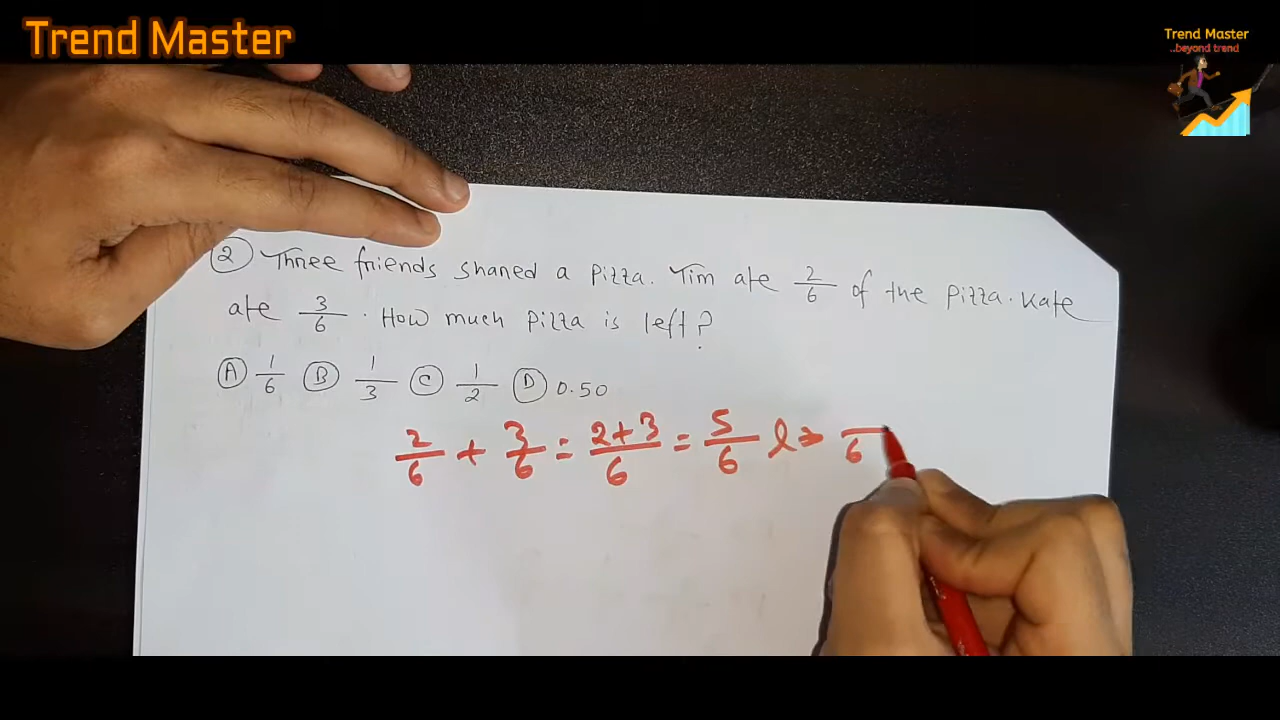 Trend Master
Trend Master
..beyond trend
2 Three friends shared a Pizza. Tim ate 2/6 of the Pizza. Kate
ate 3/6. How much Pizza is left?
A 1/6 B 1/3 C 1/2 D 0.50
2/6 + 3/6 = 2+3/6 = 5/6 l→ /6